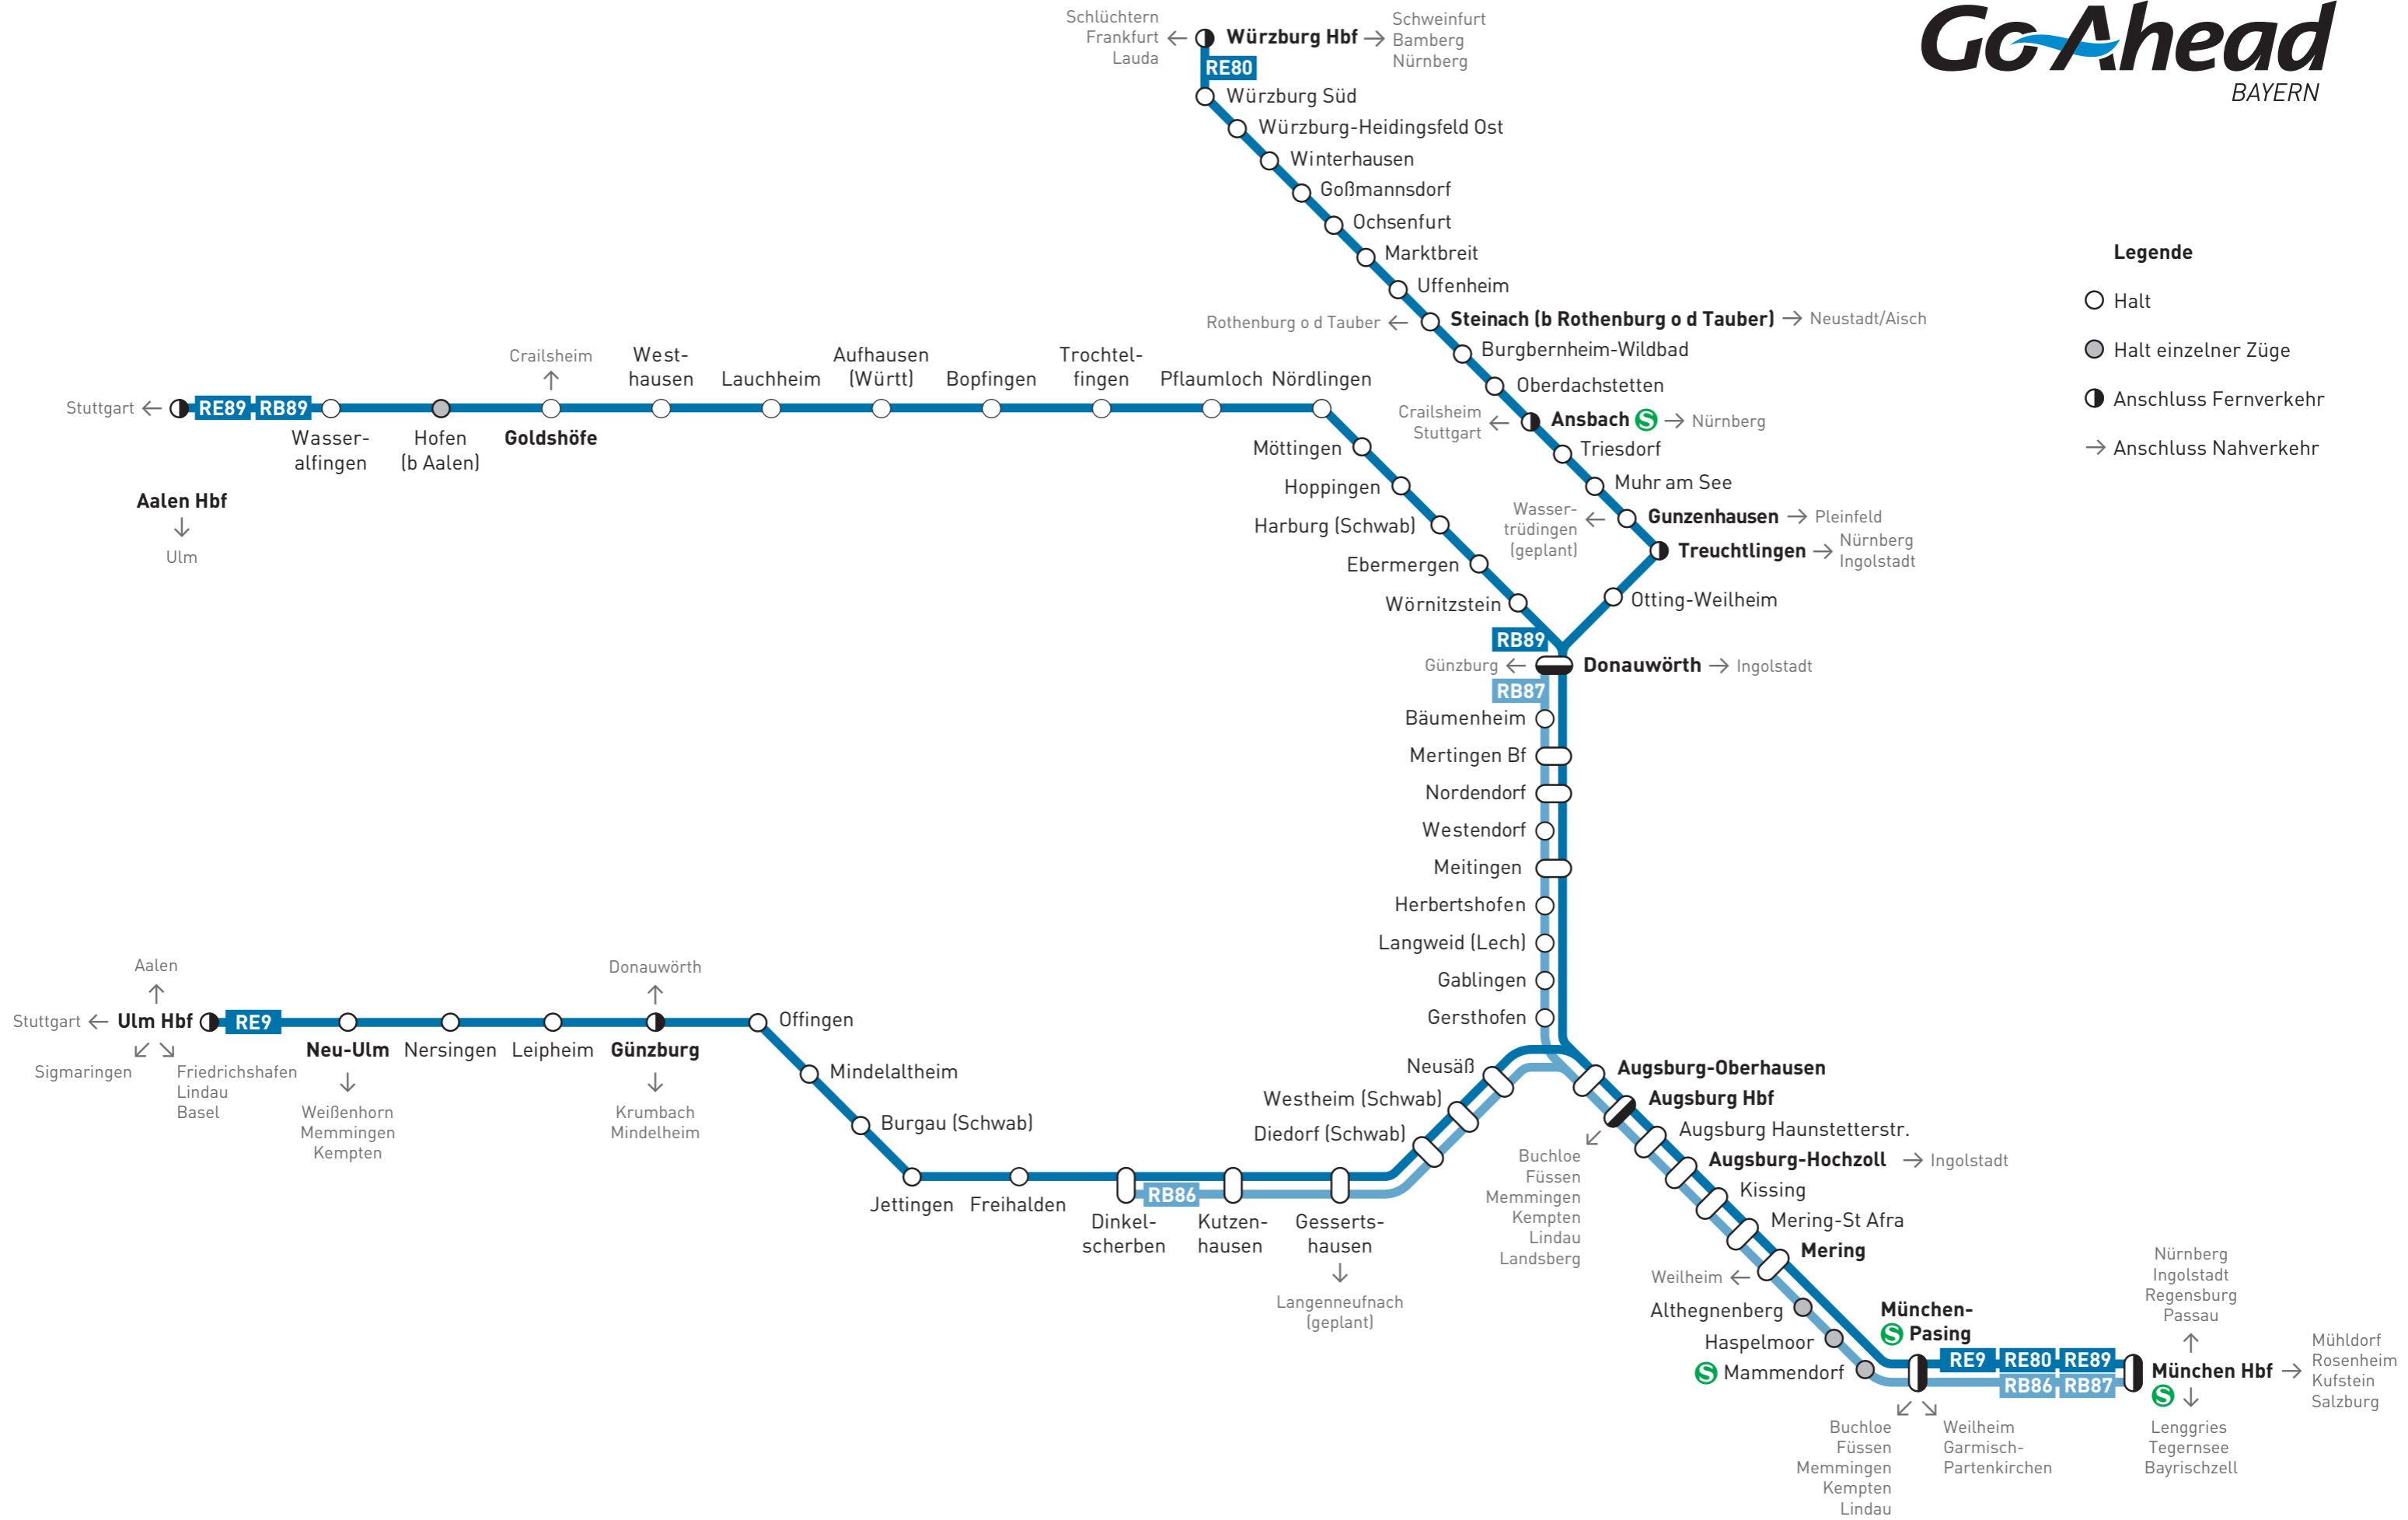 Go-Ahead
BAYERN
Schlüchtern
Frankfurt
Lauda
Würzburg Hbf
Schweinfurt
Bamberg
Nürnberg
RE80
Würzburg Süd
Würzburg-Heidingsfeld Ost
Winterhausen
Goßmannsdorf
Ochsenfurt
Marktbreit
Uffenheim
Rothenburg o d Tauber
Steinach (b Rothenburg o d Tauber)
Neustadt/Aisch
Burgbernheim-Wildbad
Oberdachstetten
Crailsheim
Stuttgart
Ansbach S
Nürnberg
Triesdorf
Muhr am See
Wasser-
trüdingen
(geplant)
Gunzenhausen
Pleinfeld
Treuchtlingen
Nürnberg
Ingolstadt
Otting-Weilheim
Legende
Halt
Halt einzelner Züge
Anschluss Fernverkehr
Anschluss Nahverkehr
Stuttgart
RE89 RB89
Aalen Hbf
Ulm
Wasser-
alfingen
Hofen
(b Aalen)
Crailsheim
Goldshöfe
West-
hausen
Lauchheim
Aufhausen
(Württ)
Bopfingen
Trochtel-
fingen
Pflaumloch
Nördlingen
Möttingen
Hoppingen
Harburg (Schwab)
Ebermergen
Wörnitzstein
RB89
Günzburg
Donauwörth
Ingolstadt
RB87
Bäumenheim
Mertingen Bf
Nordendorf
Westendorf
Meitingen
Herbertshofen
Langweid (Lech)
Gablingen
Gersthofen
Aalen
Stuttgart
Ulm Hbf
RE9
Sigmaringen
Friedrichshafen
Lindau
Basel
Neu-Ulm
Weißenhorn
Memmingen
Kempten
Nersingen
Leipheim
Donauwörth
Günzburg
Krumbach
Mindelheim
Offingen
Mindelaltheim
Burgau (Schwab)
Jettingen
Freihalden
Dinkel-
scherben
RB86
Kutzen-
hausen
Gesserts-
hausen
Langenneufnach
(geplant)
Diedorf (Schwab)
Westheim (Schwab)
Neusäß
Augsburg-Oberhausen
Augsburg Hbf
Buchloe
Füssen
Memmingen
Kempten
Lindau
Landsberg
Augsburg Haunstetterstr.
Augsburg-Hochzoll
Ingolstadt
Kissing
Mering-St Afra
Mering
Weilheim
Althegnenberg
Haspelmoor
S Mammendorf
München-
S Pasing
Buchloe
Füssen
Memmingen
Kempten
Lindau
Weilheim
Garmisch-
Partenkirchen
RE9 RE80 RE89
RB86 RB87
Nürnberg
Ingolstadt
Regensburg
Passau
München Hbf
S
Mühldorf
Rosenheim
Kufstein
Salzburg
Lenggries
Tegernsee
Bayrischzell